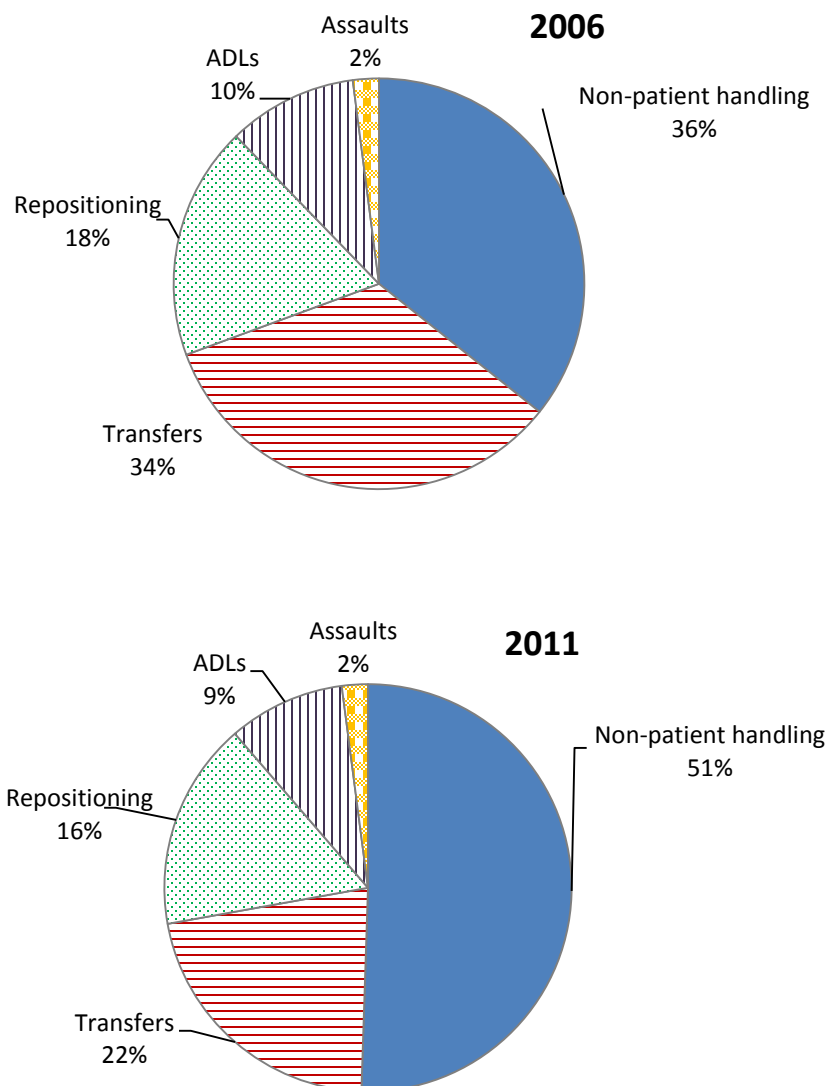 2006
Assaults
2%
ADLs
10%
Non-patient handling
36%
Repositioning
18%
Transfers
34%
2011
Assaults
2%
ADLs
9%
Non-patient handling
51%
Repositioning
16%
Transfers
22%